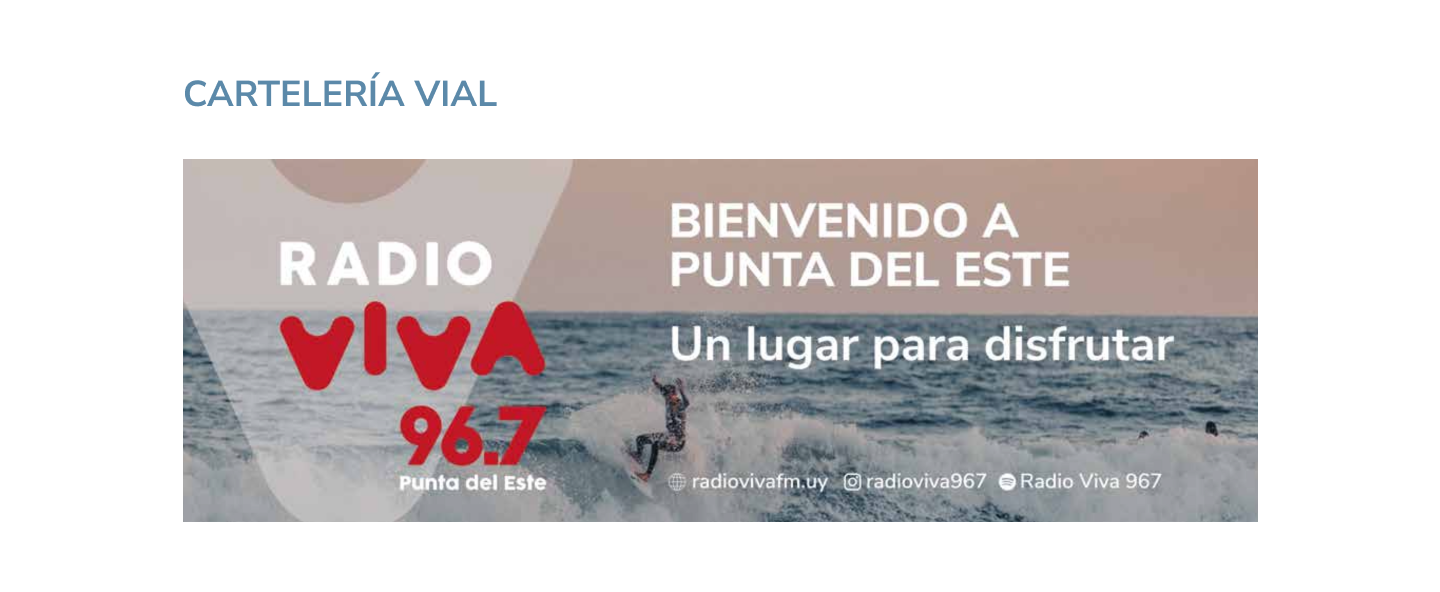 CARTELERÍA VIAL
RADIO
VIVA
96.7
Punta del Este
BIENVENIDO A
PUNTA DEL ESTE
Un lugar para disfrutar
radiovivafm.uy radioviva967 Radio Viva 967